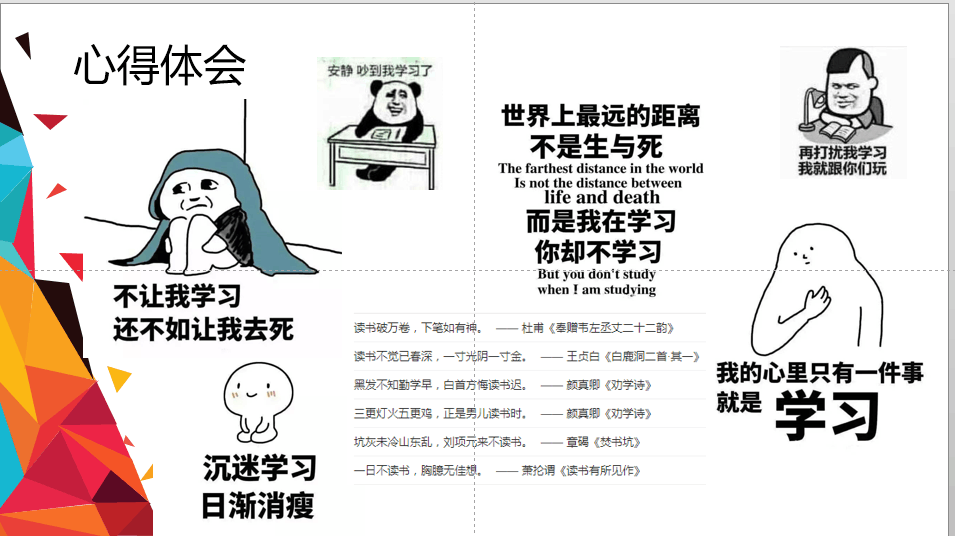 心得体会
安静 吵到我学习了
不让我学习
还不如让我去死
沉迷学习
日渐消瘦
世界上最远的距离
不是生与死
The farthest distance in the world
Is not the distance between
life and death
而是我在学习
你却不学习
But you don't study
when I am studying
读书破万卷，下笔如有神。 —— 杜甫《奉赠韦左丞丈二十二韵》
读书不觉已春深，一寸光阴一寸金。 —— 王贞白《白鹿洞二首·其一》
黑发不知勤学早，白首方悔读书迟。 —— 颜真卿《劝学诗》
三更灯火五更鸡，正是男儿读书时。 —— 颜真卿《劝学诗》
坑灰未冷山东乱，刘项元来不读书。 —— 章碣《焚书坑》
一日不读书，胸臆无佳想。 —— 萧抡谓《读书有所见作》
再打扰我学习
我就跟你们玩
我的心里只有一件事
就是 学习